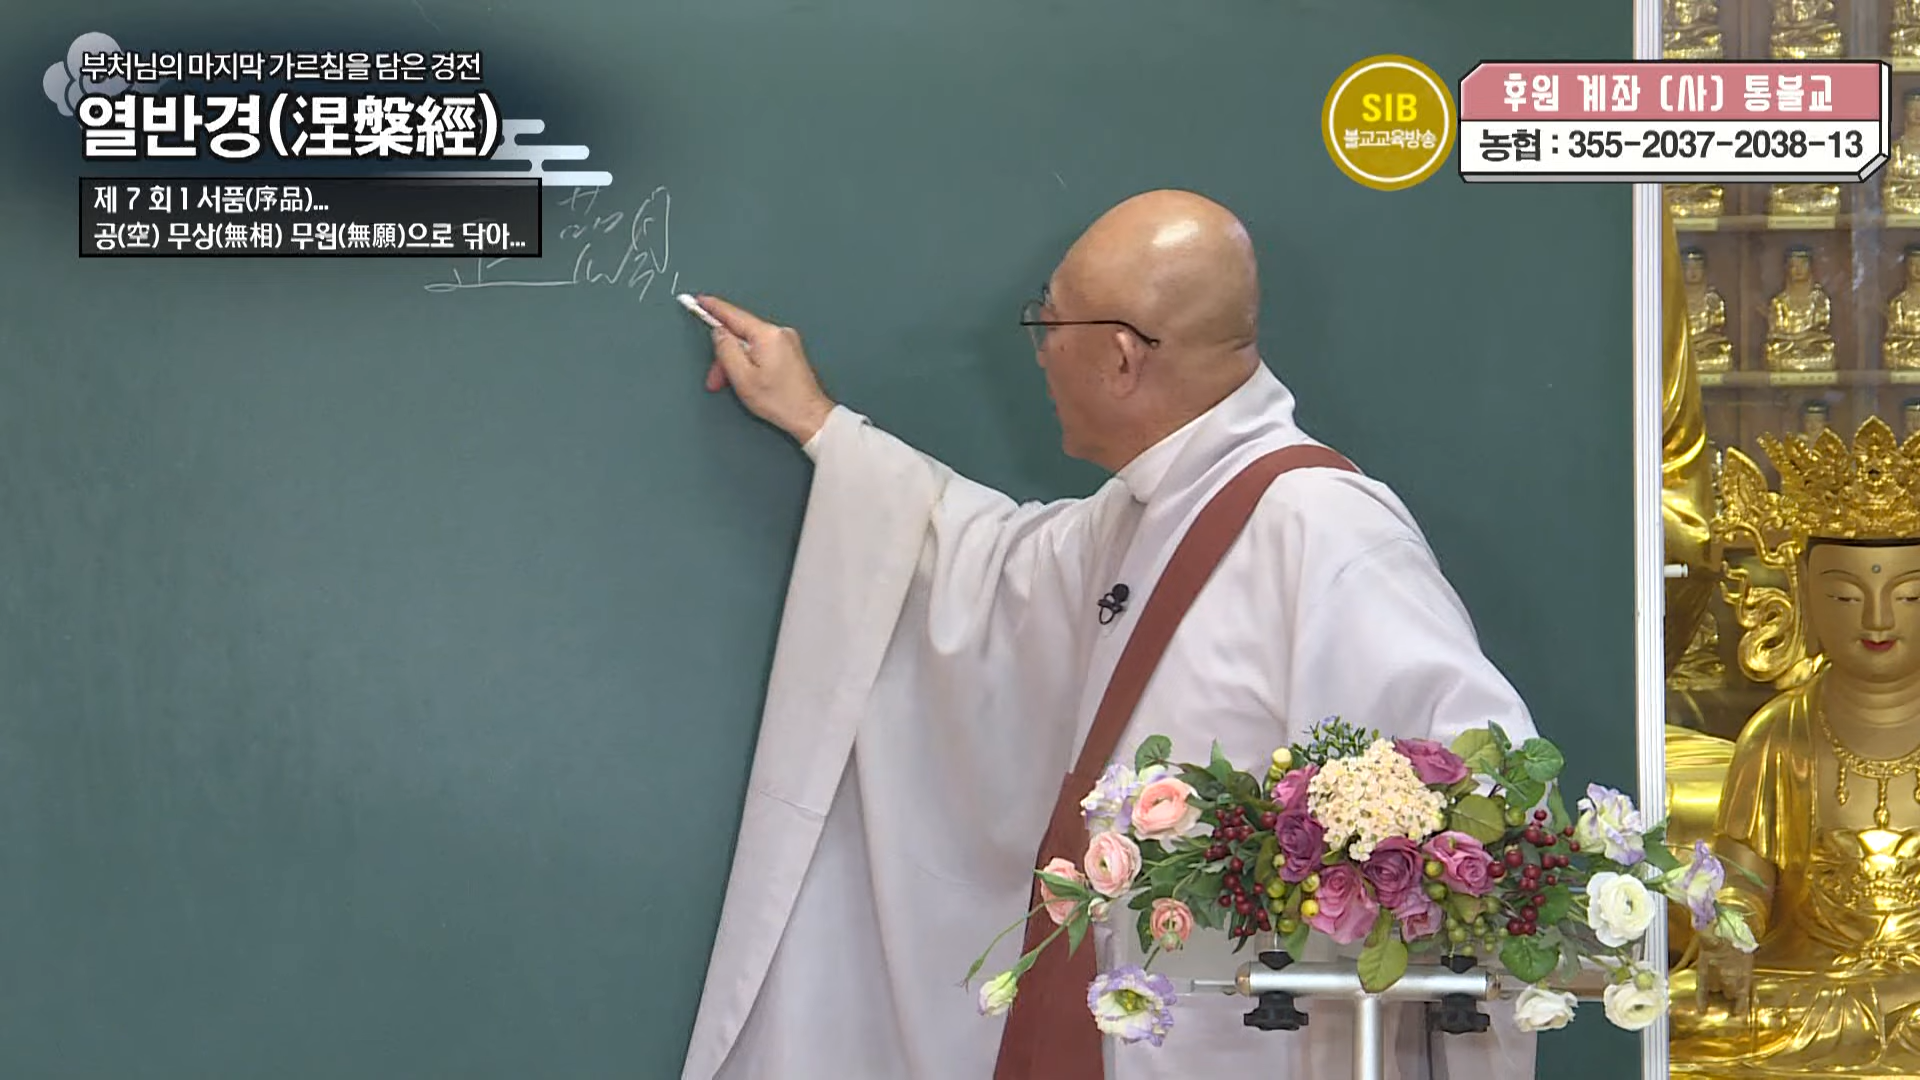 부처님의 마지막 가르침을 담은 경전
열반경(涅槃經)
제 7 회 1 서품(序品)...
공(空) 무상(無相) 무원(無願)으로 닦아...
SIB
불교교육방송
후원 계좌 (사) 통불교
농협 : 355-2037-2038-13